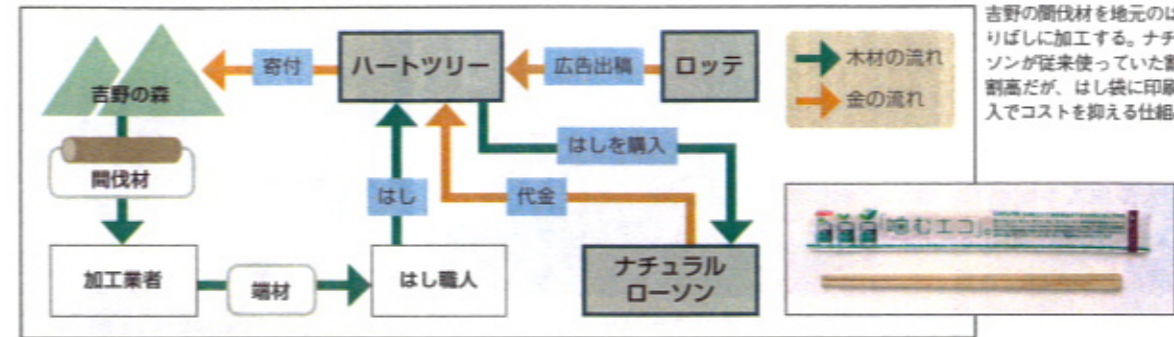 吉野の森
寄付
ハートツリー
広告出稿
ロッテ
木材の流れ
金の流れ
間伐材
はし
はしを購入
代金
加工業者
端材
はし職人
ナチュラル
ローソン
吉野の間伐材を地元のは
りばしに加工する。ナチ
ソンが従来使っていた割
割高だが、はし袋に印刷
入でコストを抑える仕組
噛むエコ